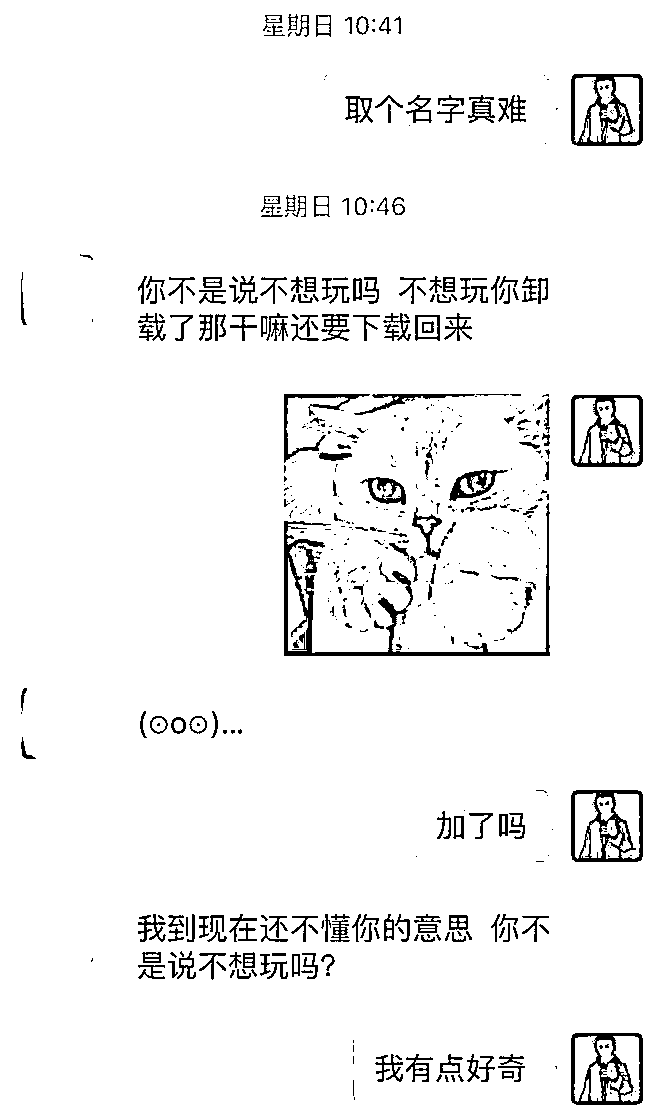 星期日 10:41
取个名字真难
星期日 10:46
你不是说不想玩吗 不想玩你卸
载了那干嘛还要下载回来
(⊙o⊙)...
加了吗
我到现在还不懂你的意思 你不
是说不想玩吗?
我有点好奇